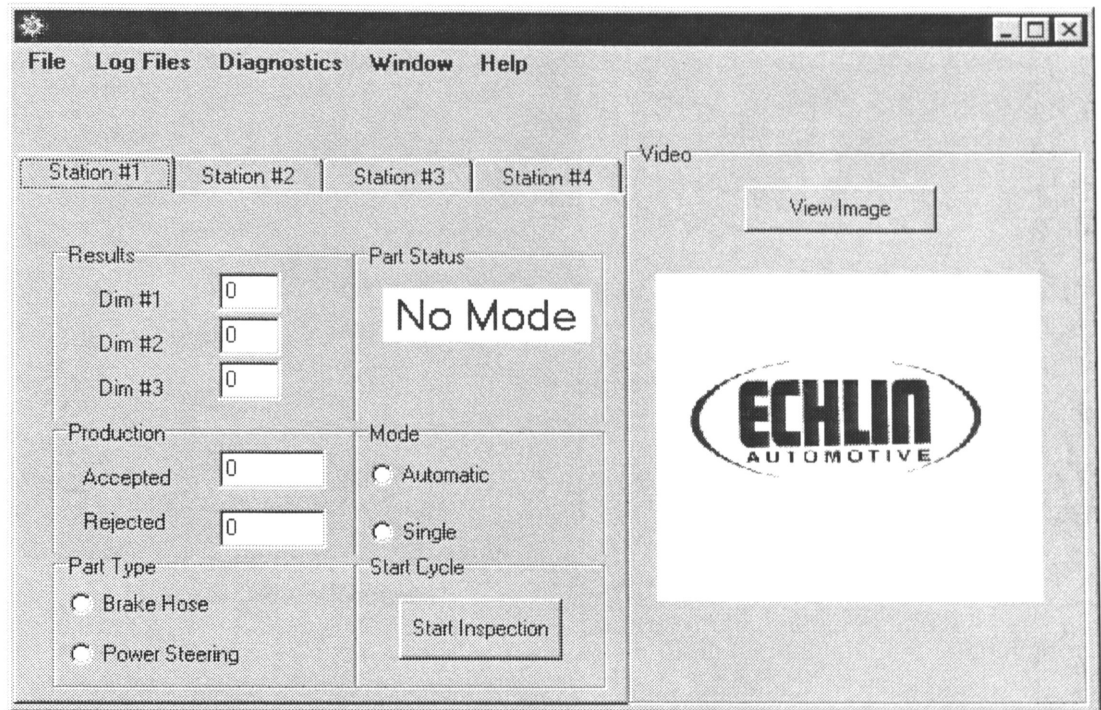 File Log Files Diagnostics Window Help
Station #1 Station #2 Station #3 Station #4
Results
Dim #1 0
Dim #2 0
Dim #3 0
Part Status
No Mode
Production
Accepted 0
Rejected 0
Mode
Automatic
Single
Part Type
Brake Hose
Power Steering
Start Cycle
Start Inspection
Video
View Image
ECHLIN
AUTOMOTIVE